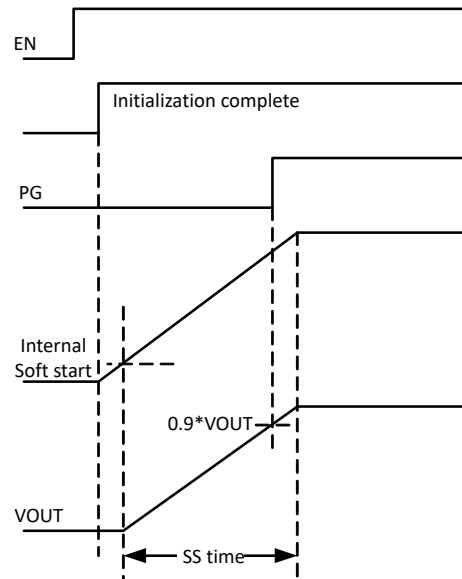 EN
Initialization complete
PG
Internal
Soft start
0.9*VOUT
VOUT
SS time